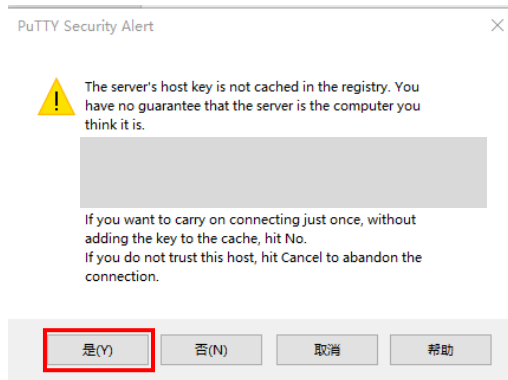 PuTTY Security Alert
The server's host key is not cached in the registry. You
have no guarantee that the server is the computer you
think it is.
If you want to carry on connecting just once, without
adding the key to the cache, hit No.
If you do not trust this host, hit Cancel to abandon the
connection.
是(Y) 否(N) 取消 帮助